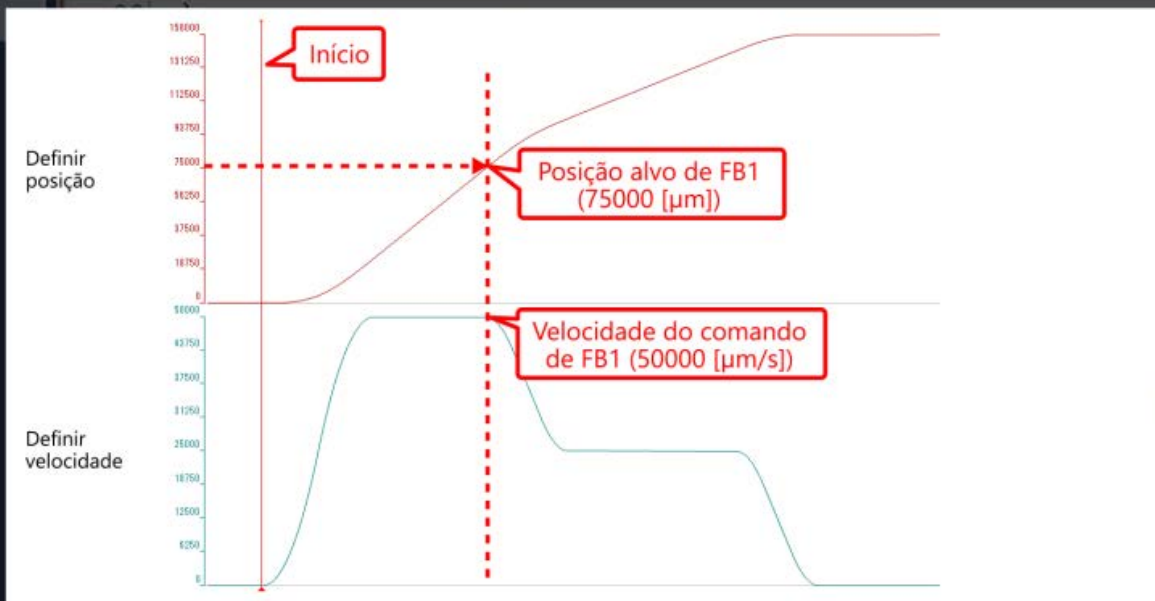 Início
Definir
posição
150000
131250
112500
93750
75000
56250
37500
18750
0
Posição alvo de FB1
(75000 [μm])
Definir
velocidade
50000
43750
37500
31250
25000
18750
12500
6250
0
Velocidade do comando
de FB1 (50000 [μm/s])